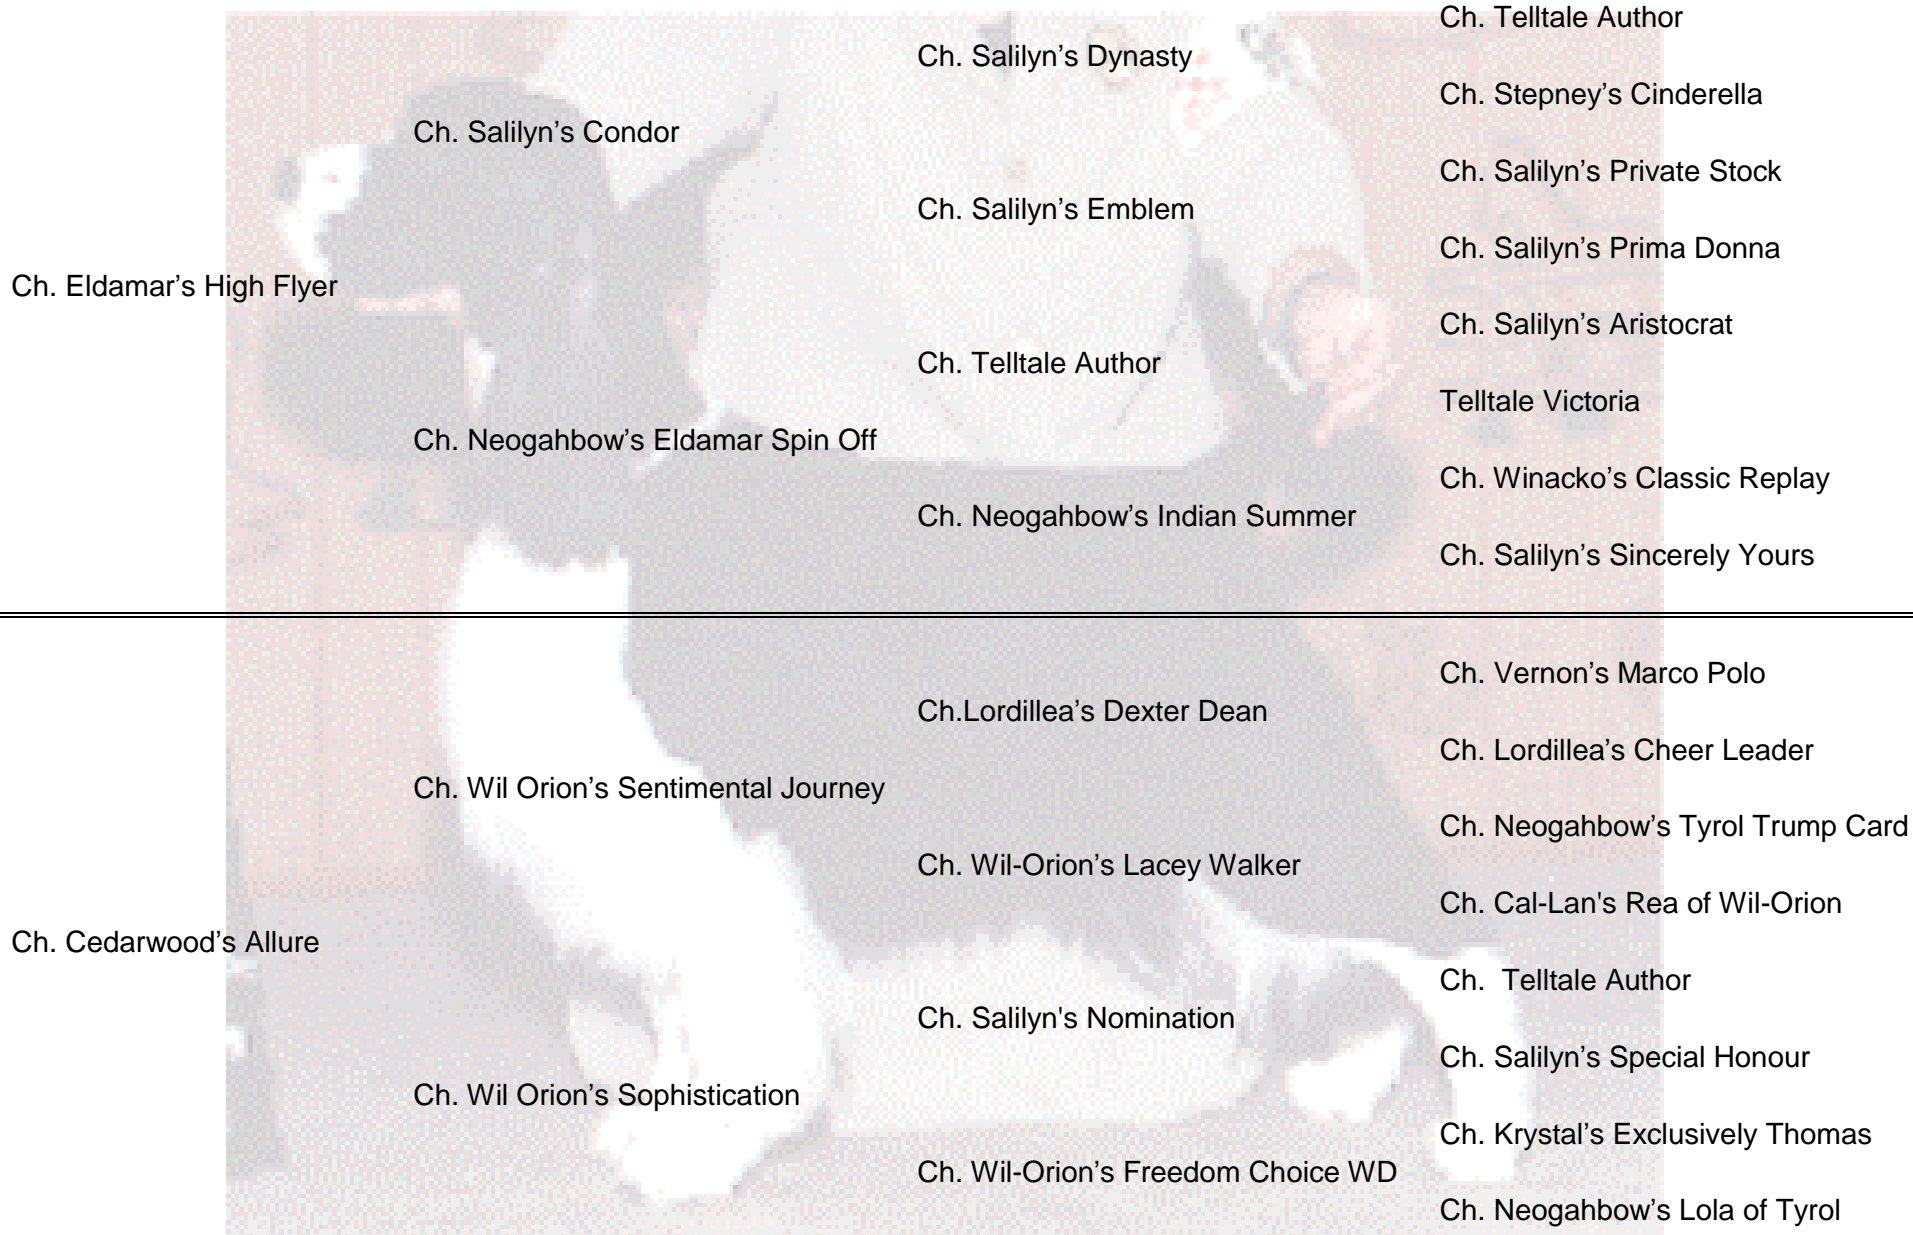 Ch. Telltale Author
Ch. Salilyn’s Dynasty
Ch. Stepney’s Cinderella
Ch. Salilyn’s Condor
Ch. Salilyn’s Private Stock
Ch. Salilyn’s Emblem
Ch. Salilyn’s Prima Donna
Ch. Eldamar’s High Flyer
Ch. Salilyn’s Aristocrat
Ch. Telltale Author
Telltale Victoria
Ch. Neogahbow’s Eldamar Spin Off
Ch. Winacko’s Classic Replay
Ch. Neogahbow’s Indian Summer
Ch. Salilyn’s Sincerely Yours
Ch. Vernon’s Marco Polo
Ch.Lordillea’s Dexter Dean
Ch. Lordillea’s Cheer Leader
Ch. Wil Orion’s Sentimental Journey
Ch. Neogahbow’s Tyrol Trump Card
Ch. Wil-Orion’s Lacey Walker
Ch. Cal-Lan's Rea of Wil-Orion
Ch. Cedarwood’s Allure
Ch.  Telltale Author
Ch. Salilyn's Nomination
Ch. Salilyn’s Special Honour
Ch. Wil Orion’s Sophistication
Ch. Krystal’s Exclusively Thomas
Ch. Wil-Orion’s Freedom Choice WD
Ch. Neogahbow’s Lola of Tyrol